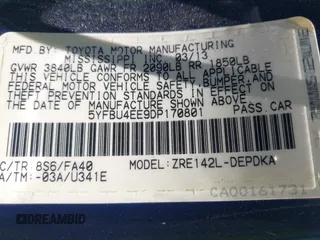 MFD BY: TOYOTA MOTOR MANUFACTURING
MISSISSIPPI INC. 03/13
GVWR 3840LB GAWR FR 2090LB RR 1850LB
THIS VEHICLE CONFORMS TO ALL APPLICABLE
FEDERAL MOTOR VEHICLE SAFETY, BUMPER, AND
THEFT PREVENTION STANDARDS IN EFFECT ON
THE DATE OF MANUFACTURE SHOWN ABOVE.
5YFBU4EE9DP170801 PASS.CAR
C/TR 8S6/FA40 MODEL:ZRE142L-DEPDKA
A/TM:-03A/U341E
CA00161731
DREAMBID